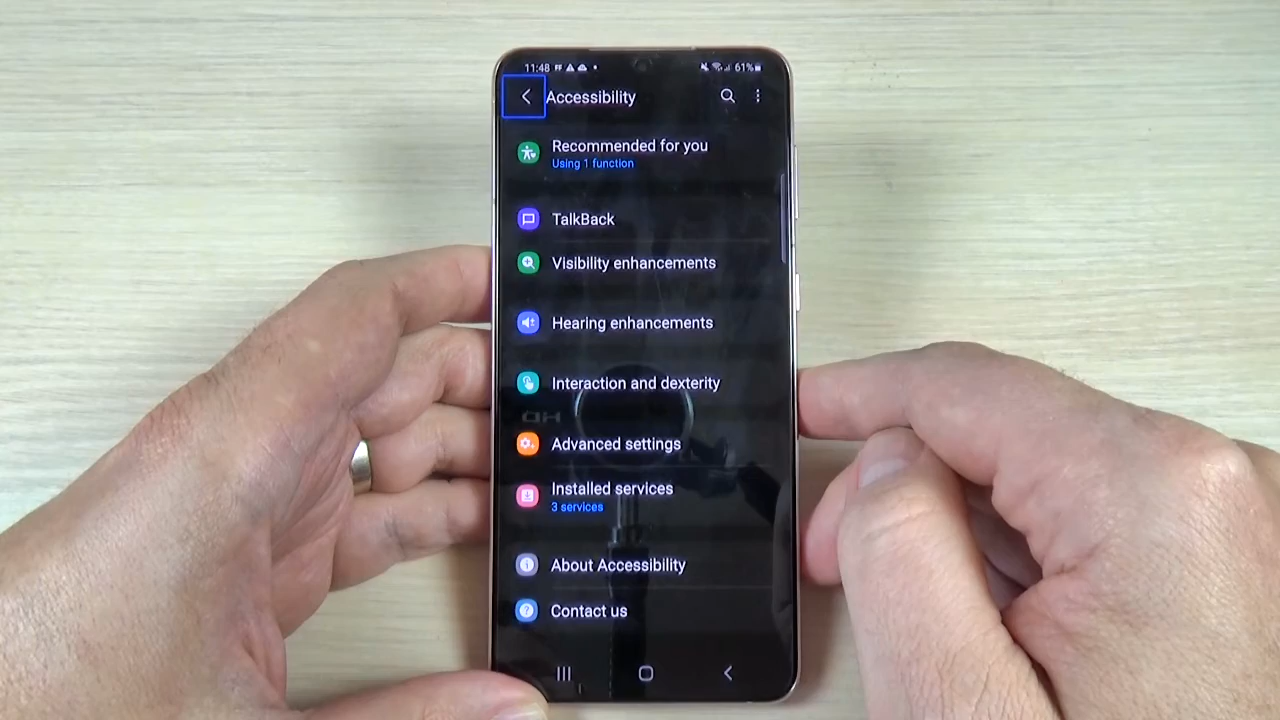 11:48
61%
Accessibility
Recommended for you
Using 1 function
TalkBack
Visibility enhancements
Hearing enhancements
Interaction and dexterity
Advanced settings
Installed services
3 services
About Accessibility
Contact us